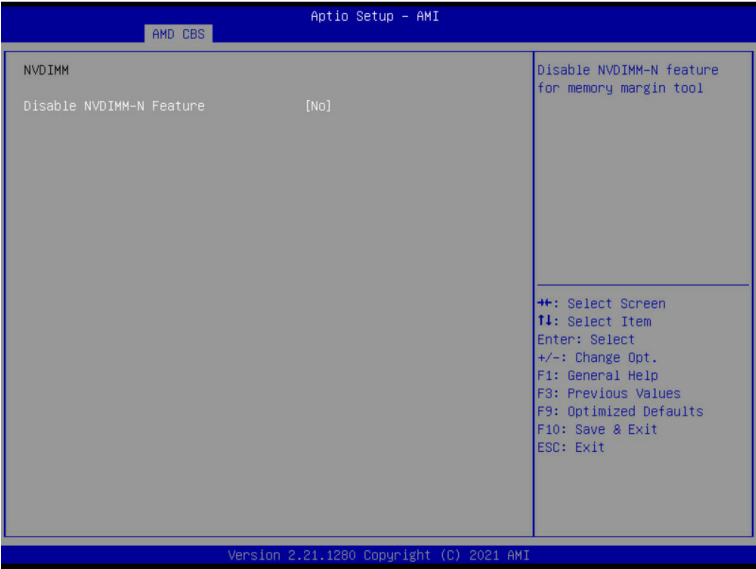 Aptio Setup – AMI
AMD CBS
NVDIMM
Disable NVDIMM-N Feature [No]
Disable NVDIMM-N feature
for memory margin tool
→←: Select Screen
↑↓: Select Item
Enter: Select
+/-: Change Opt.
F1: General Help
F3: Previous Values
F9: Optimized Defaults
F10: Save & Exit
ESC: Exit
Version 2.21.1280 Copyright (C) 2021 AMI